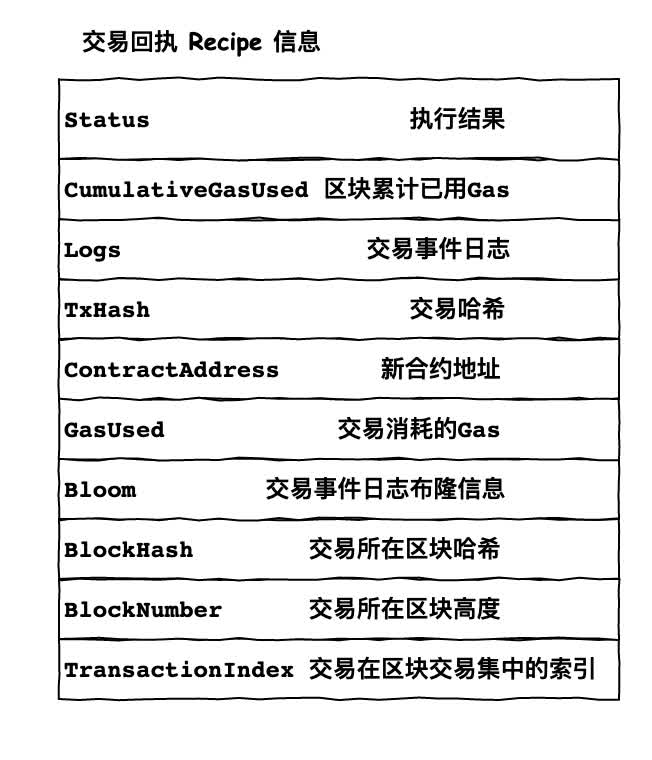 交易回执 Recipe 信息
Status 执行结果
CumulativeGasUsed 区块累计已用Gas
Logs 交易事件日志
TxHash 交易哈希
ContractAddress 新合约地址
GasUsed 交易消耗的Gas
Bloom 交易事件日志布隆信息
BlockHash 交易所在区块哈希
BlockNumber 交易所在区块高度
TransactionIndex 交易在区块交易集中的索引